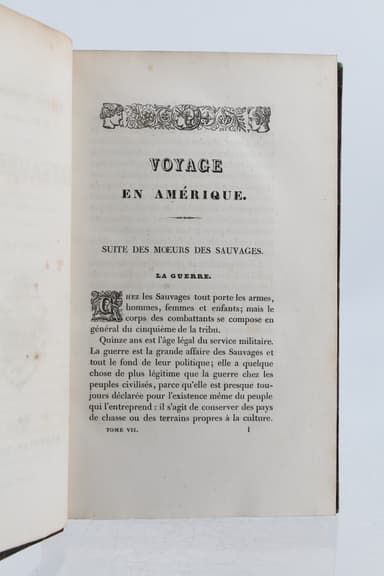 VOYAGE
EN AMÉRIQUE.
SUITE DES MŒURS DES SAUVAGES.
LA GUERRE.
CHEZ les Sauvages tout porte les armes,
hommes, femmes et enfants; mais le
corps des combattants se compose en
général du cinquième de la tribu.
Quinze ans est l'âge légal du service militaire.
La guerre est la grande affaire des Sauvages et
tout le fond de leur politique; elle a quelque
chose de plus légitime que la guerre chez les
peuples civilisés, parce qu'elle est presque tou-
jours déclarée pour l'existence même du peuple
qui l'entreprend : il s'agit de conserver des pays
de chasse ou des terrains propres à la culture.
TOME VII. 1